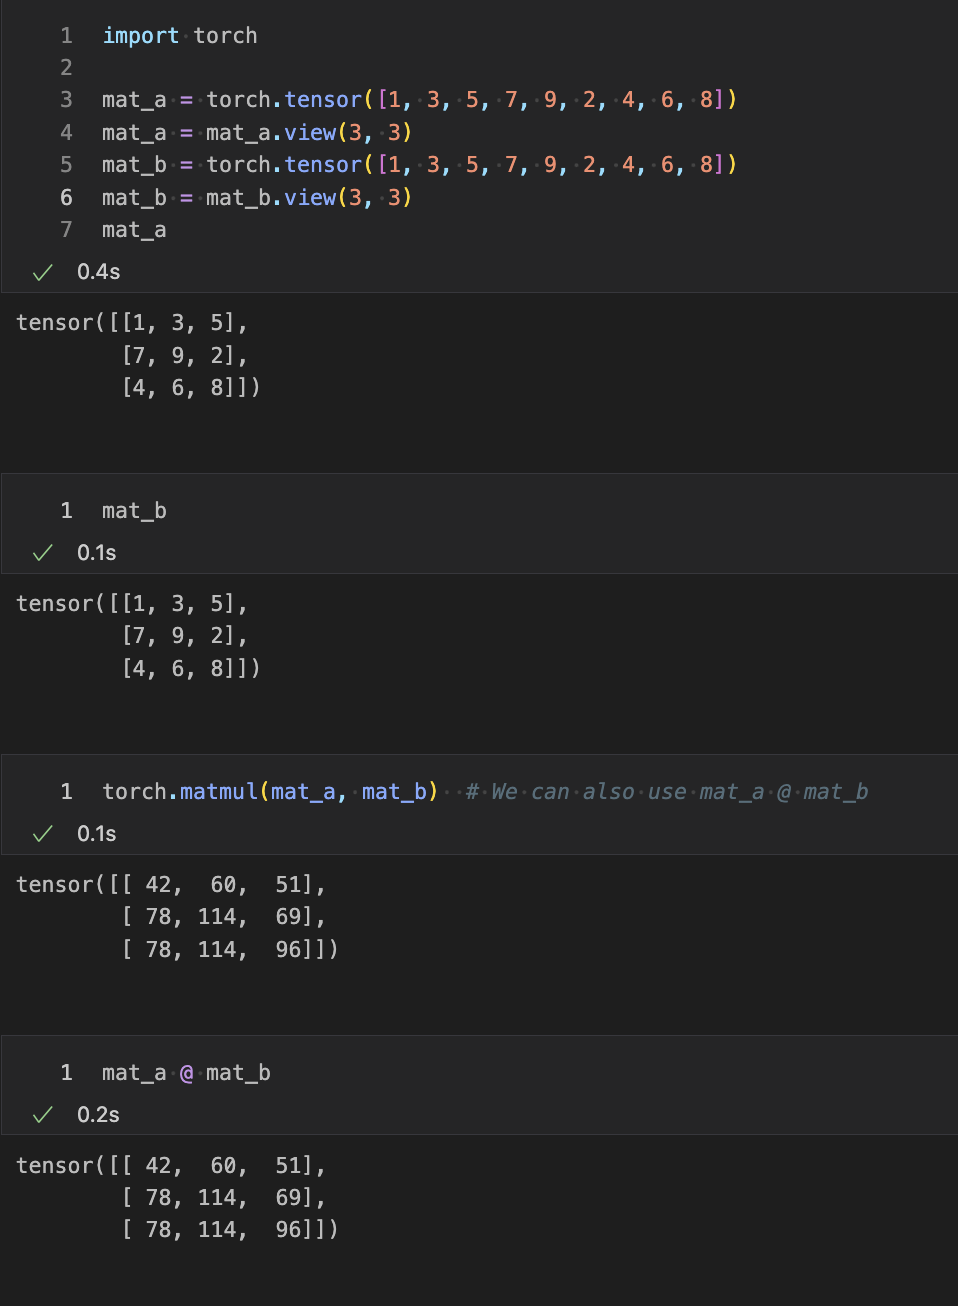 1 import torch
2
3 mat_a = torch.tensor([1, 3, 5, 7, 9, 2, 4, 6, 8])
4 mat_a = mat_a.view(3, 3)
5 mat_b = torch.tensor([1, 3, 5, 7, 9, 2, 4, 6, 8])
6 mat_b = mat_b.view(3, 3)
7 mat_a
✓ 0.4s
tensor([[1, 3, 5],
        [7, 9, 2],
        [4, 6, 8]])
1 mat_b
✓ 0.1s
tensor([[1, 3, 5],
        [7, 9, 2],
        [4, 6, 8]])
1 torch.matmul(mat_a, mat_b)  # We can also use mat_a @ mat_b
✓ 0.1s
tensor([[ 42,  60,  51],
        [ 78, 114,  69],
        [ 78, 114,  96]])
1 mat_a @ mat_b
✓ 0.2s
tensor([[ 42,  60,  51],
        [ 78, 114,  69],
        [ 78, 114,  96]])